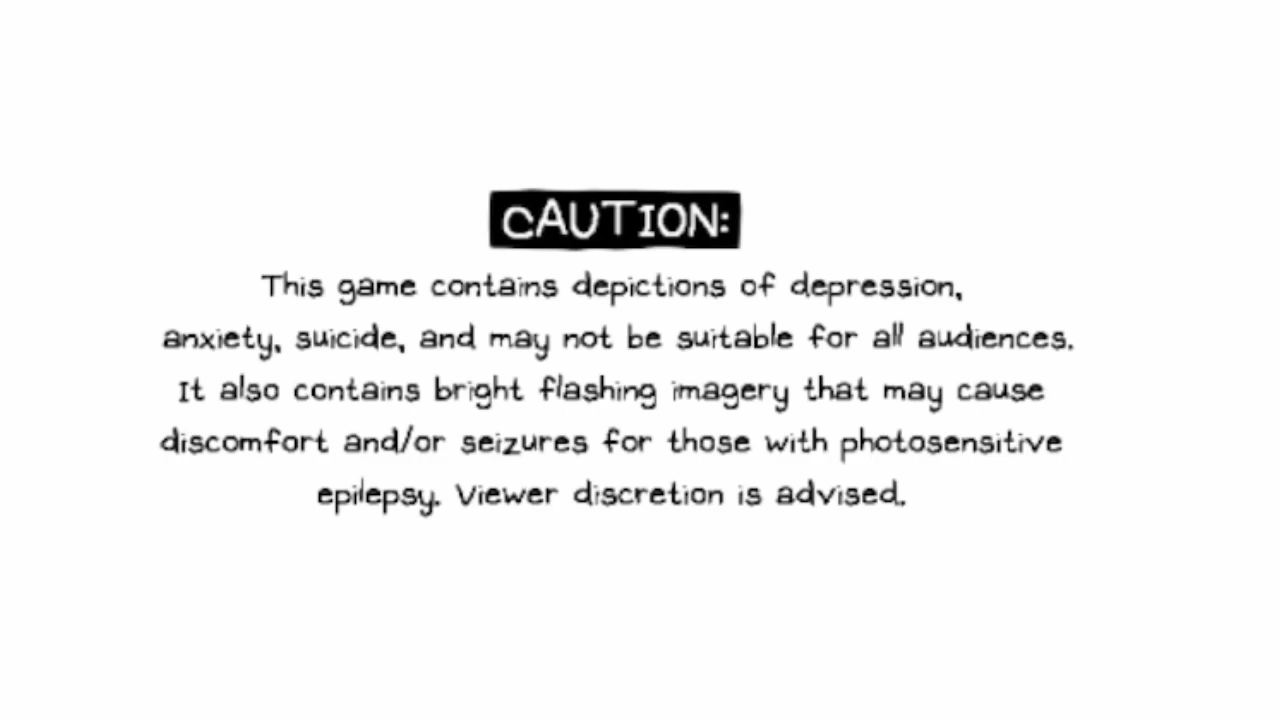 CAUTION:
This game contains depictions of depression,
anxiety, suicide, and may not be suitable for all audiences.
It also contains bright flashing imagery that may cause
discomfort and/or seizures for those with photosensitive
epilepsy. Viewer discretion is advised.